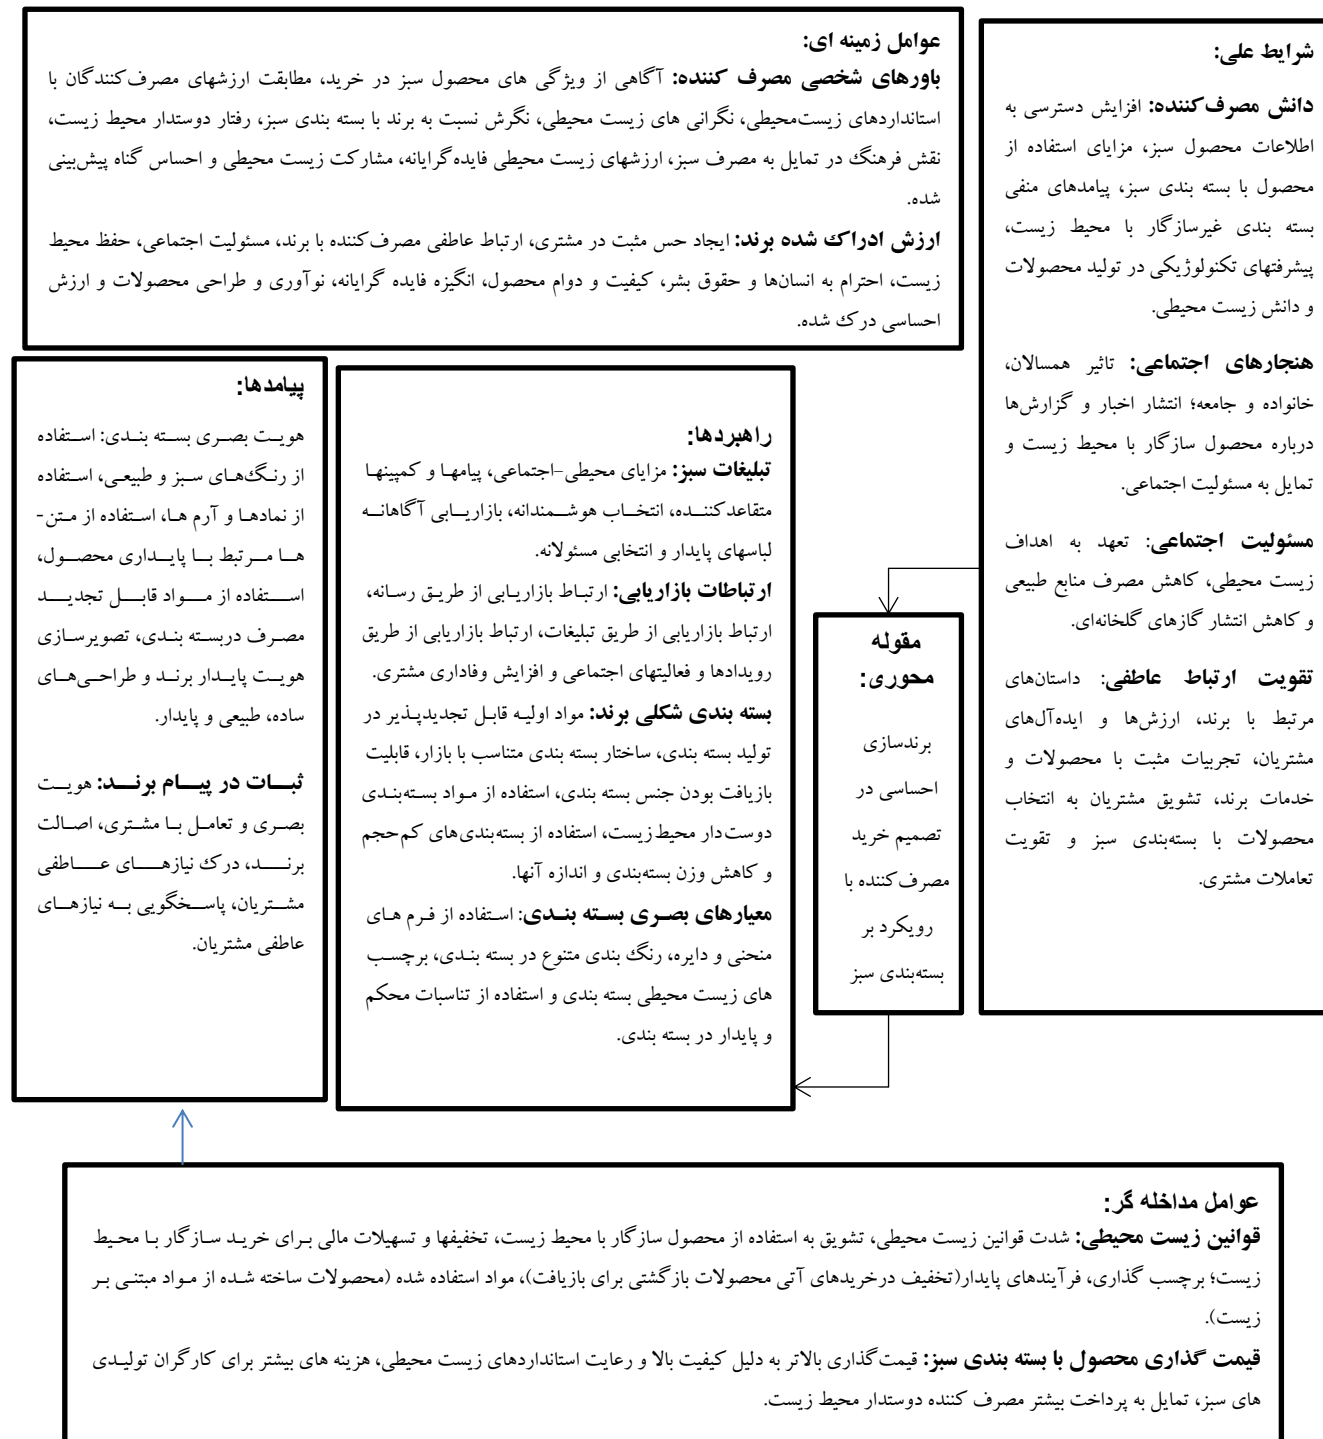 عوامل زمینه ای:
باورهای شخصی مصرف کننده: آگاهی از ویژگی های محصول سبز در خرید، مطابقت ارزشهای مصرف‌کنندگان با
استانداردهای زیست‌محیطی، نگرانی های زیست محیطی، نگرش نسبت به برند با بسته بندی سبز، رفتار دوستدار محیط زیست،
نقش فرهنگ در تمایل به مصرف سبز، ارزشهای زیست محیطی فایده‌گرایانه، مشارکت زیست محیطی و احساس گناه پیش‌بینی
شده.
ارزش ادراک شده برند: ایجاد حس مثبت در مشتری، ارتباط عاطفی مصرف‌کننده با برند، مسئولیت اجتماعی، حفظ محیط
زیست، احترام به انسان‌ها و حقوق بشر، کیفیت و دوام محصول، انگیزه فایده گرایانه، نوآوری و طراحی محصولات و ارزش
احساسی درک شده.
شرایط علی:
دانش مصرف‌کننده: افزایش دسترسی به
اطلاعات محصول سبز، مزایای استفاده از
محصول با بسته بندی سبز، پیامدهای منفی
بسته بندی غیرسازگار با محیط زیست،
پیشرفتهای تکنولوژیکی در تولید محصولات
و دانش زیست محیطی.
هنجارهای اجتماعی: تاثیر همسالان،
خانواده و جامعه؛ انتشار اخبار و گزارش‌ها
درباره محصول سازگار با محیط زیست و
تمایل به مسئولیت اجتماعی.
مسئولیت اجتماعی: تعهد به اهداف
زیست محیطی، کاهش مصرف منابع طبیعی
و کاهش انتشار گازهای گلخانه‌ای.
تقویت ارتباط عاطفی: داستان‌های
مرتبط با برند، ارزش‌ها و ایده‌آل‌های
مشتریان، تجربیات مثبت با محصولات و
خدمات برند، تشویق مشتریان به انتخاب
محصولات با بسته‌بندی سبز و تقویت
تعاملات مشتری.
مقوله
محوری:
برندسازی
احساسی در
تصمیم خرید
مصرف‌کننده با
رویکرد بر
بسته‌بندی سبز
راهبردها:
تبلیغات سبز: مزایای محیطی-اجتماعی، پیامها و کمپینها
متقاعدکننده، انتخاب هوشمندانه، بازاریابی آگاهانه
لباسهای پایدار و انتخابی مسئولانه.
ارتباطات بازاریابی: ارتباط بازاریابی از طریق رسانه،
ارتباط بازاریابی از طریق تبلیغات، ارتباط بازاریابی از طریق
رویدادها و فعالیتهای اجتماعی و افزایش وفاداری مشتری.
بسته بندی شکلی برند: مواد اولیه قابل تجدیدپذیر در
تولید بسته بندی، ساختار بسته بندی متناسب با بازار، قابلیت
بازیافت بودن جنس بسته بندی، استفاده از مواد بسته‌بندی
دوست‌دار محیط‌زیست، استفاده از بسته‌بندی‌های کم‌حجم
و کاهش وزن بسته‌بندی و اندازه آنها.
معیارهای بصری بسته بندی: استفاده از فرم های
منحنی و دایره، رنگ بندی متنوع در بسته بندی، برچسب
های زیست محیطی بسته بندی و استفاده از تناسبات محکم
و پایدار در بسته بندی.
پیامدها:
هویت بصری بسته بندی: استفاده
از رنگ‌های سبز و طبیعی، استفاده
از نمادها و آرم ها، استفاده از متن-
ها مرتبط با پایداری محصول،
استفاده از مواد قابل تجدید
مصرف دربسته بندی، تصویرسازی
هویت پایدار برند و طراحی‌های
ساده، طبیعی و پایدار.
ثبات در پیام برند: هویت
بصری و تعامل با مشتری، اصالت
برند، درک نیازهای عاطفی
مشتریان، پاسخگویی به نیازهای
عاطفی مشتریان.
عوامل مداخله گر:
قوانین زیست محیطی: شدت قوانین زیست محیطی، تشویق به استفاده از محصول سازگار با محیط زیست، تخفیفها و تسهیلات مالی برای خرید سازگار با محیط
زیست؛ برچسب گذاری، فرآیندهای پایدار(تخفیف درخریدهای آتی محصولات بازگشتی برای بازیافت)، مواد استفاده شده (محصولات ساخته شده از مواد مبتنی بر
زیست).
قیمت گذاری محصول با بسته بندی سبز: قیمت‌گذاری بالاتر به دلیل کیفیت بالا و رعایت استانداردهای زیست محیطی، هزینه های بیشتر برای کارگران تولیدی
های سبز، تمایل به پرداخت بیشتر مصرف کننده دوستدار محیط زیست.